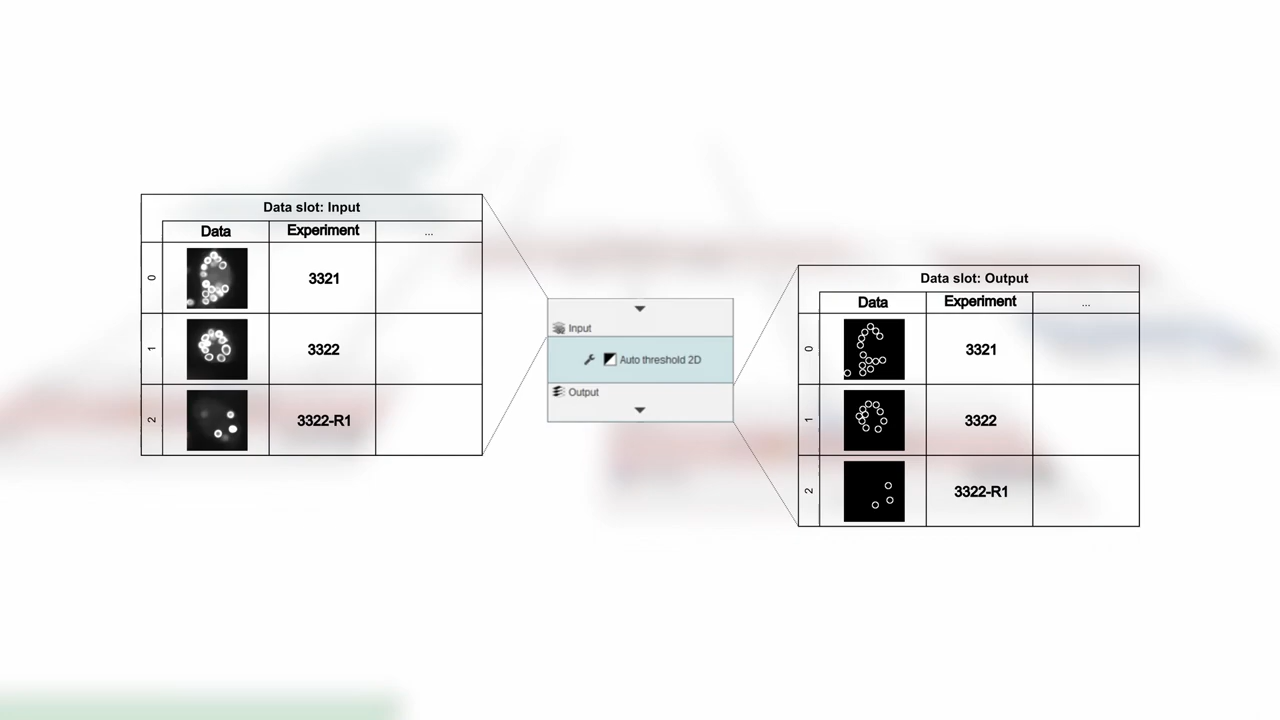 Data slot: Input
Data Experiment ...
0 3321
1 3322
2 3322-R1
Input
Auto threshold 2D
Output
Data slot: Output
Data Experiment ...
0 3321
1 3322
2 3322-R1